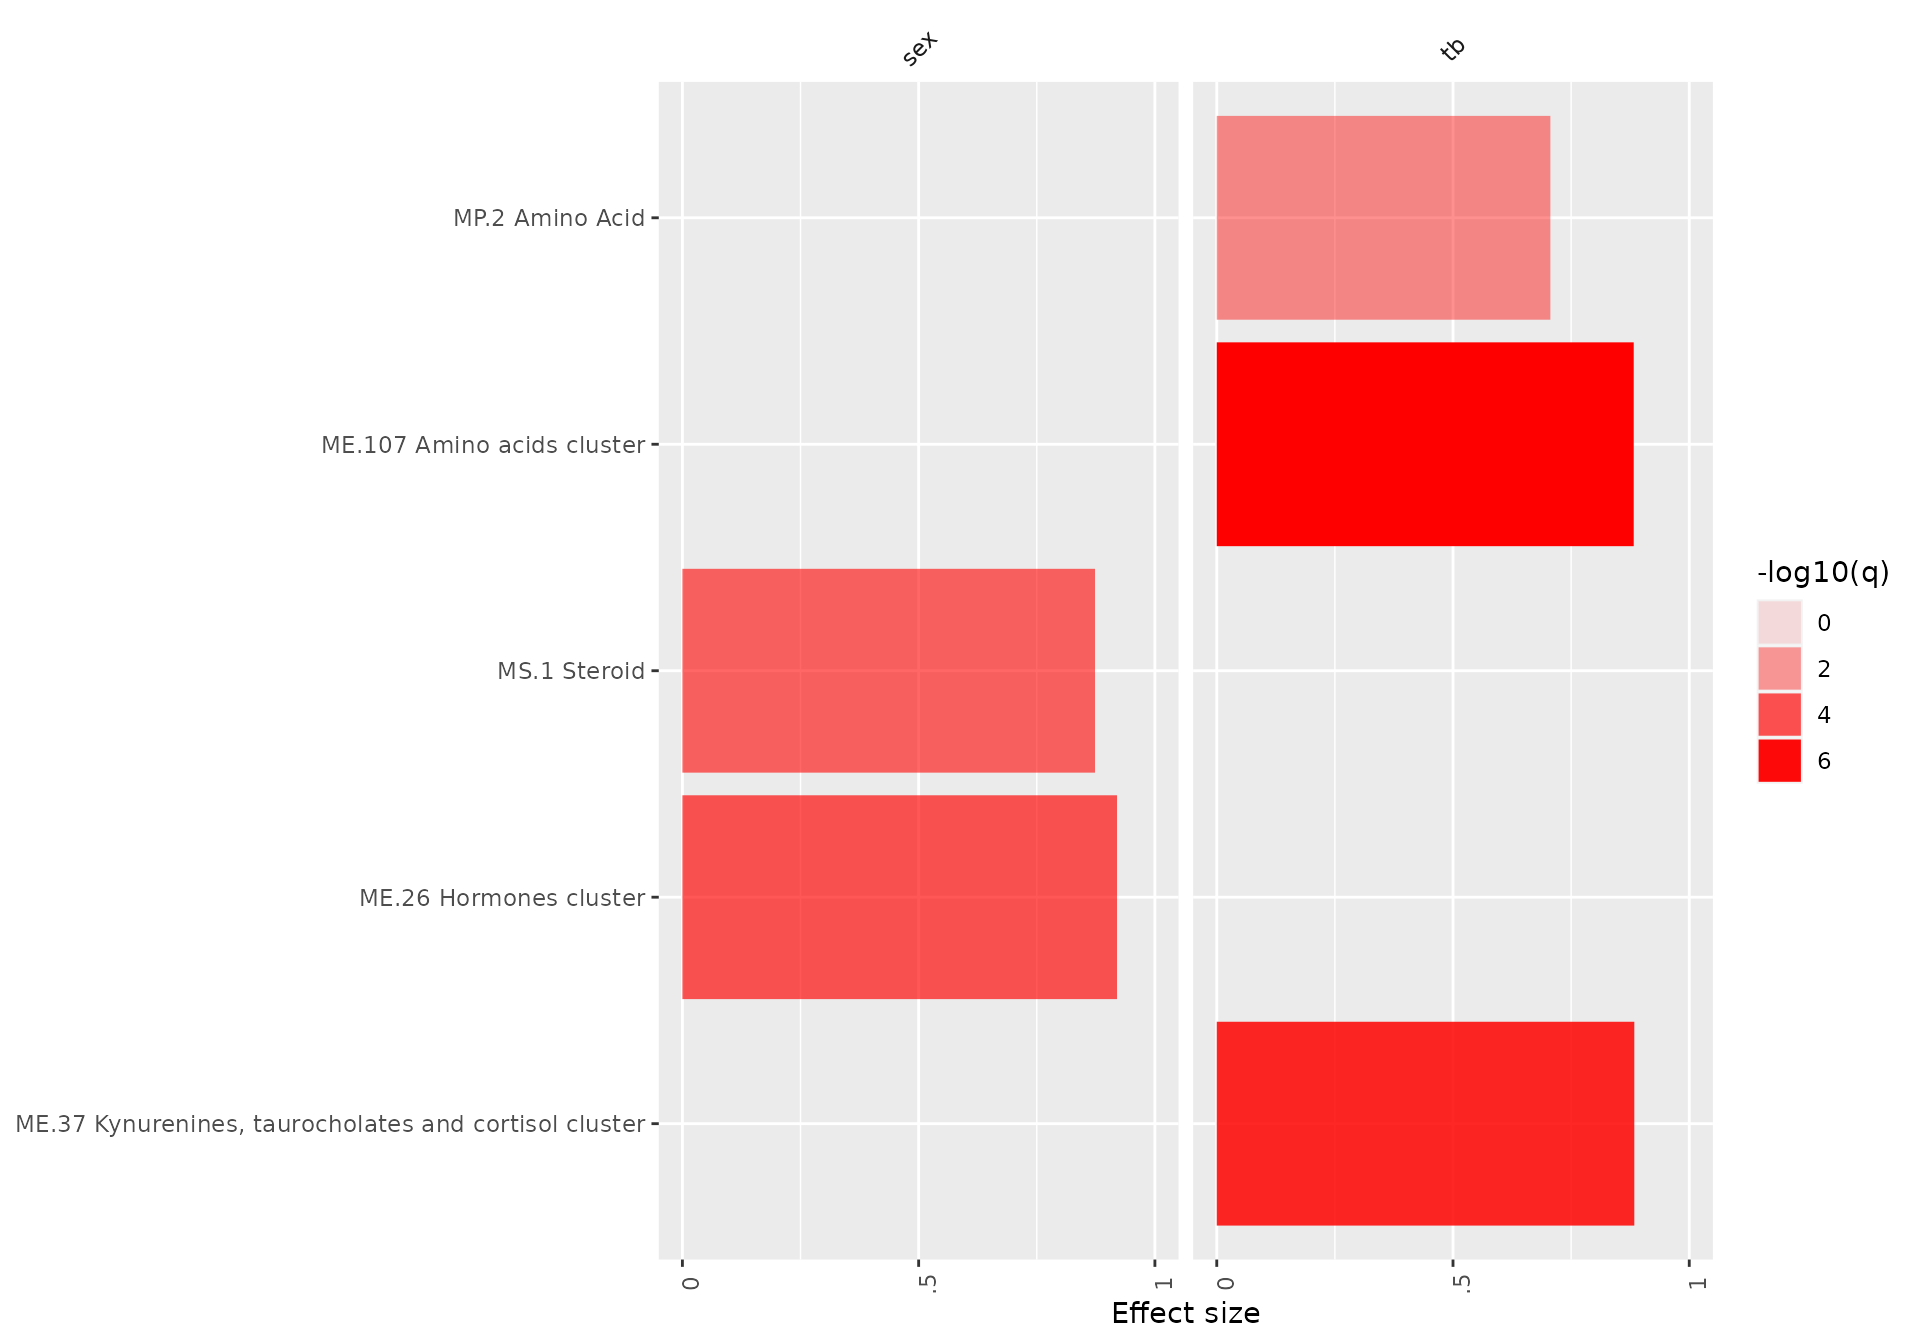 sex
tb
MP.2 Amino Acid
ME.107 Amino acids cluster
MS.1 Steroid
ME.26 Hormones cluster
ME.37 Kynurenines, taurocholates and cortisol cluster
0
.5
1
0
.5
1
Effect size
-log10(q)
0
2
4
6